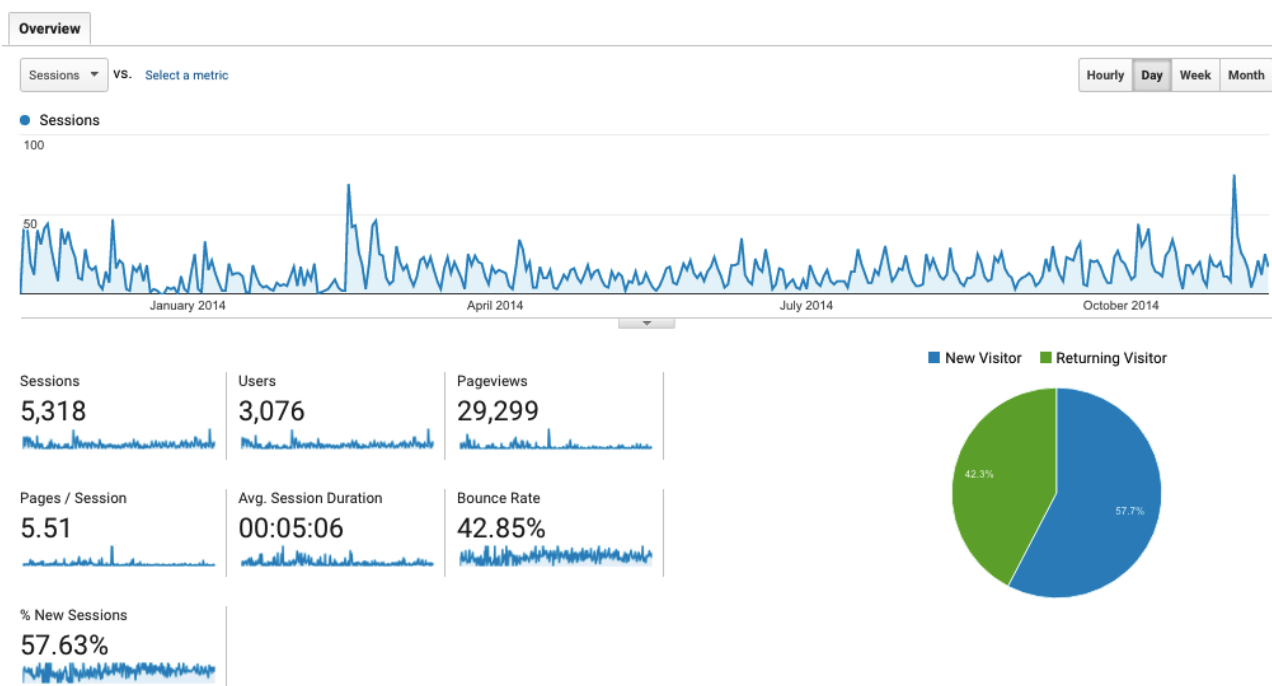 Overview
Sessions VS. Select a metric
Hourly Day Week Month
Sessions
100
50
January 2014 April 2014 July 2014 October 2014
New Visitor Returning Visitor
Sessions Users Pageviews
5,318 3,076 29,299
42.3%
57.7%
Pages / Session Avg. Session Duration Bounce Rate
5.51 00:05:06 42.85%
% New Sessions
57.63%